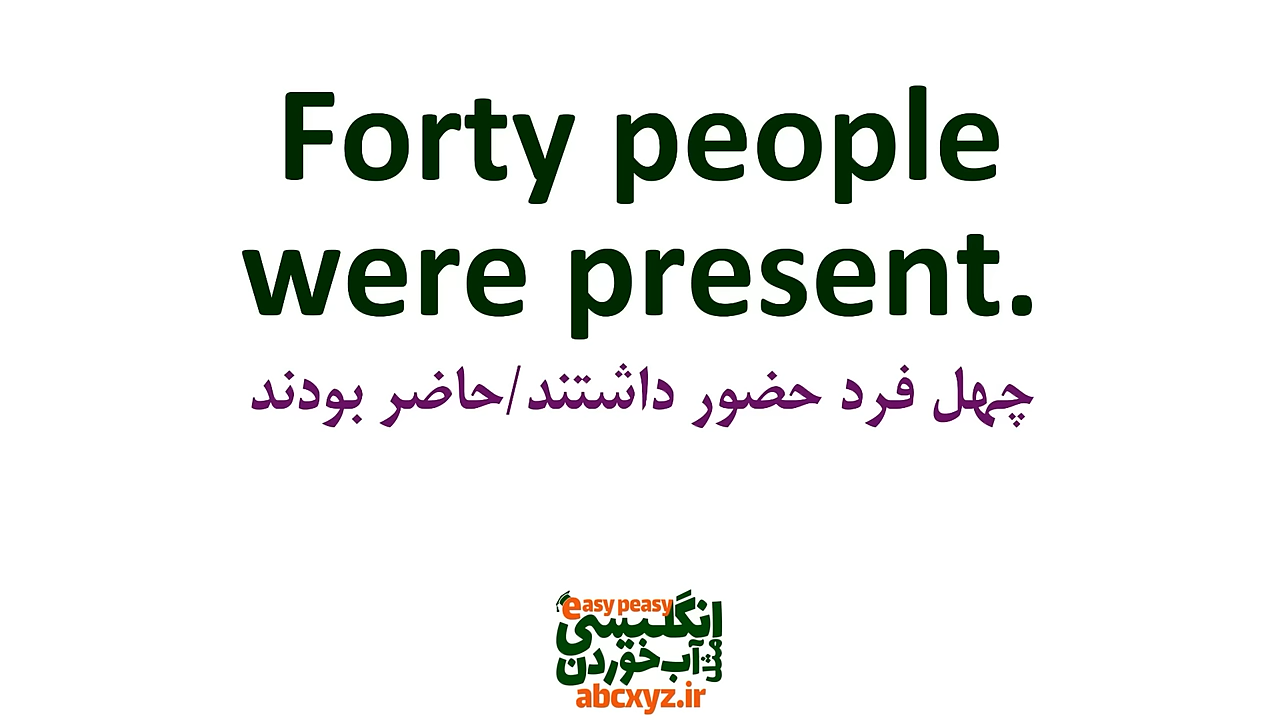 Forty people
were present.
چهل فرد حضور داشتند/حاضر بودند
easy peasy
انگلیسی
مثل آب خوردن
abcxyz.ir